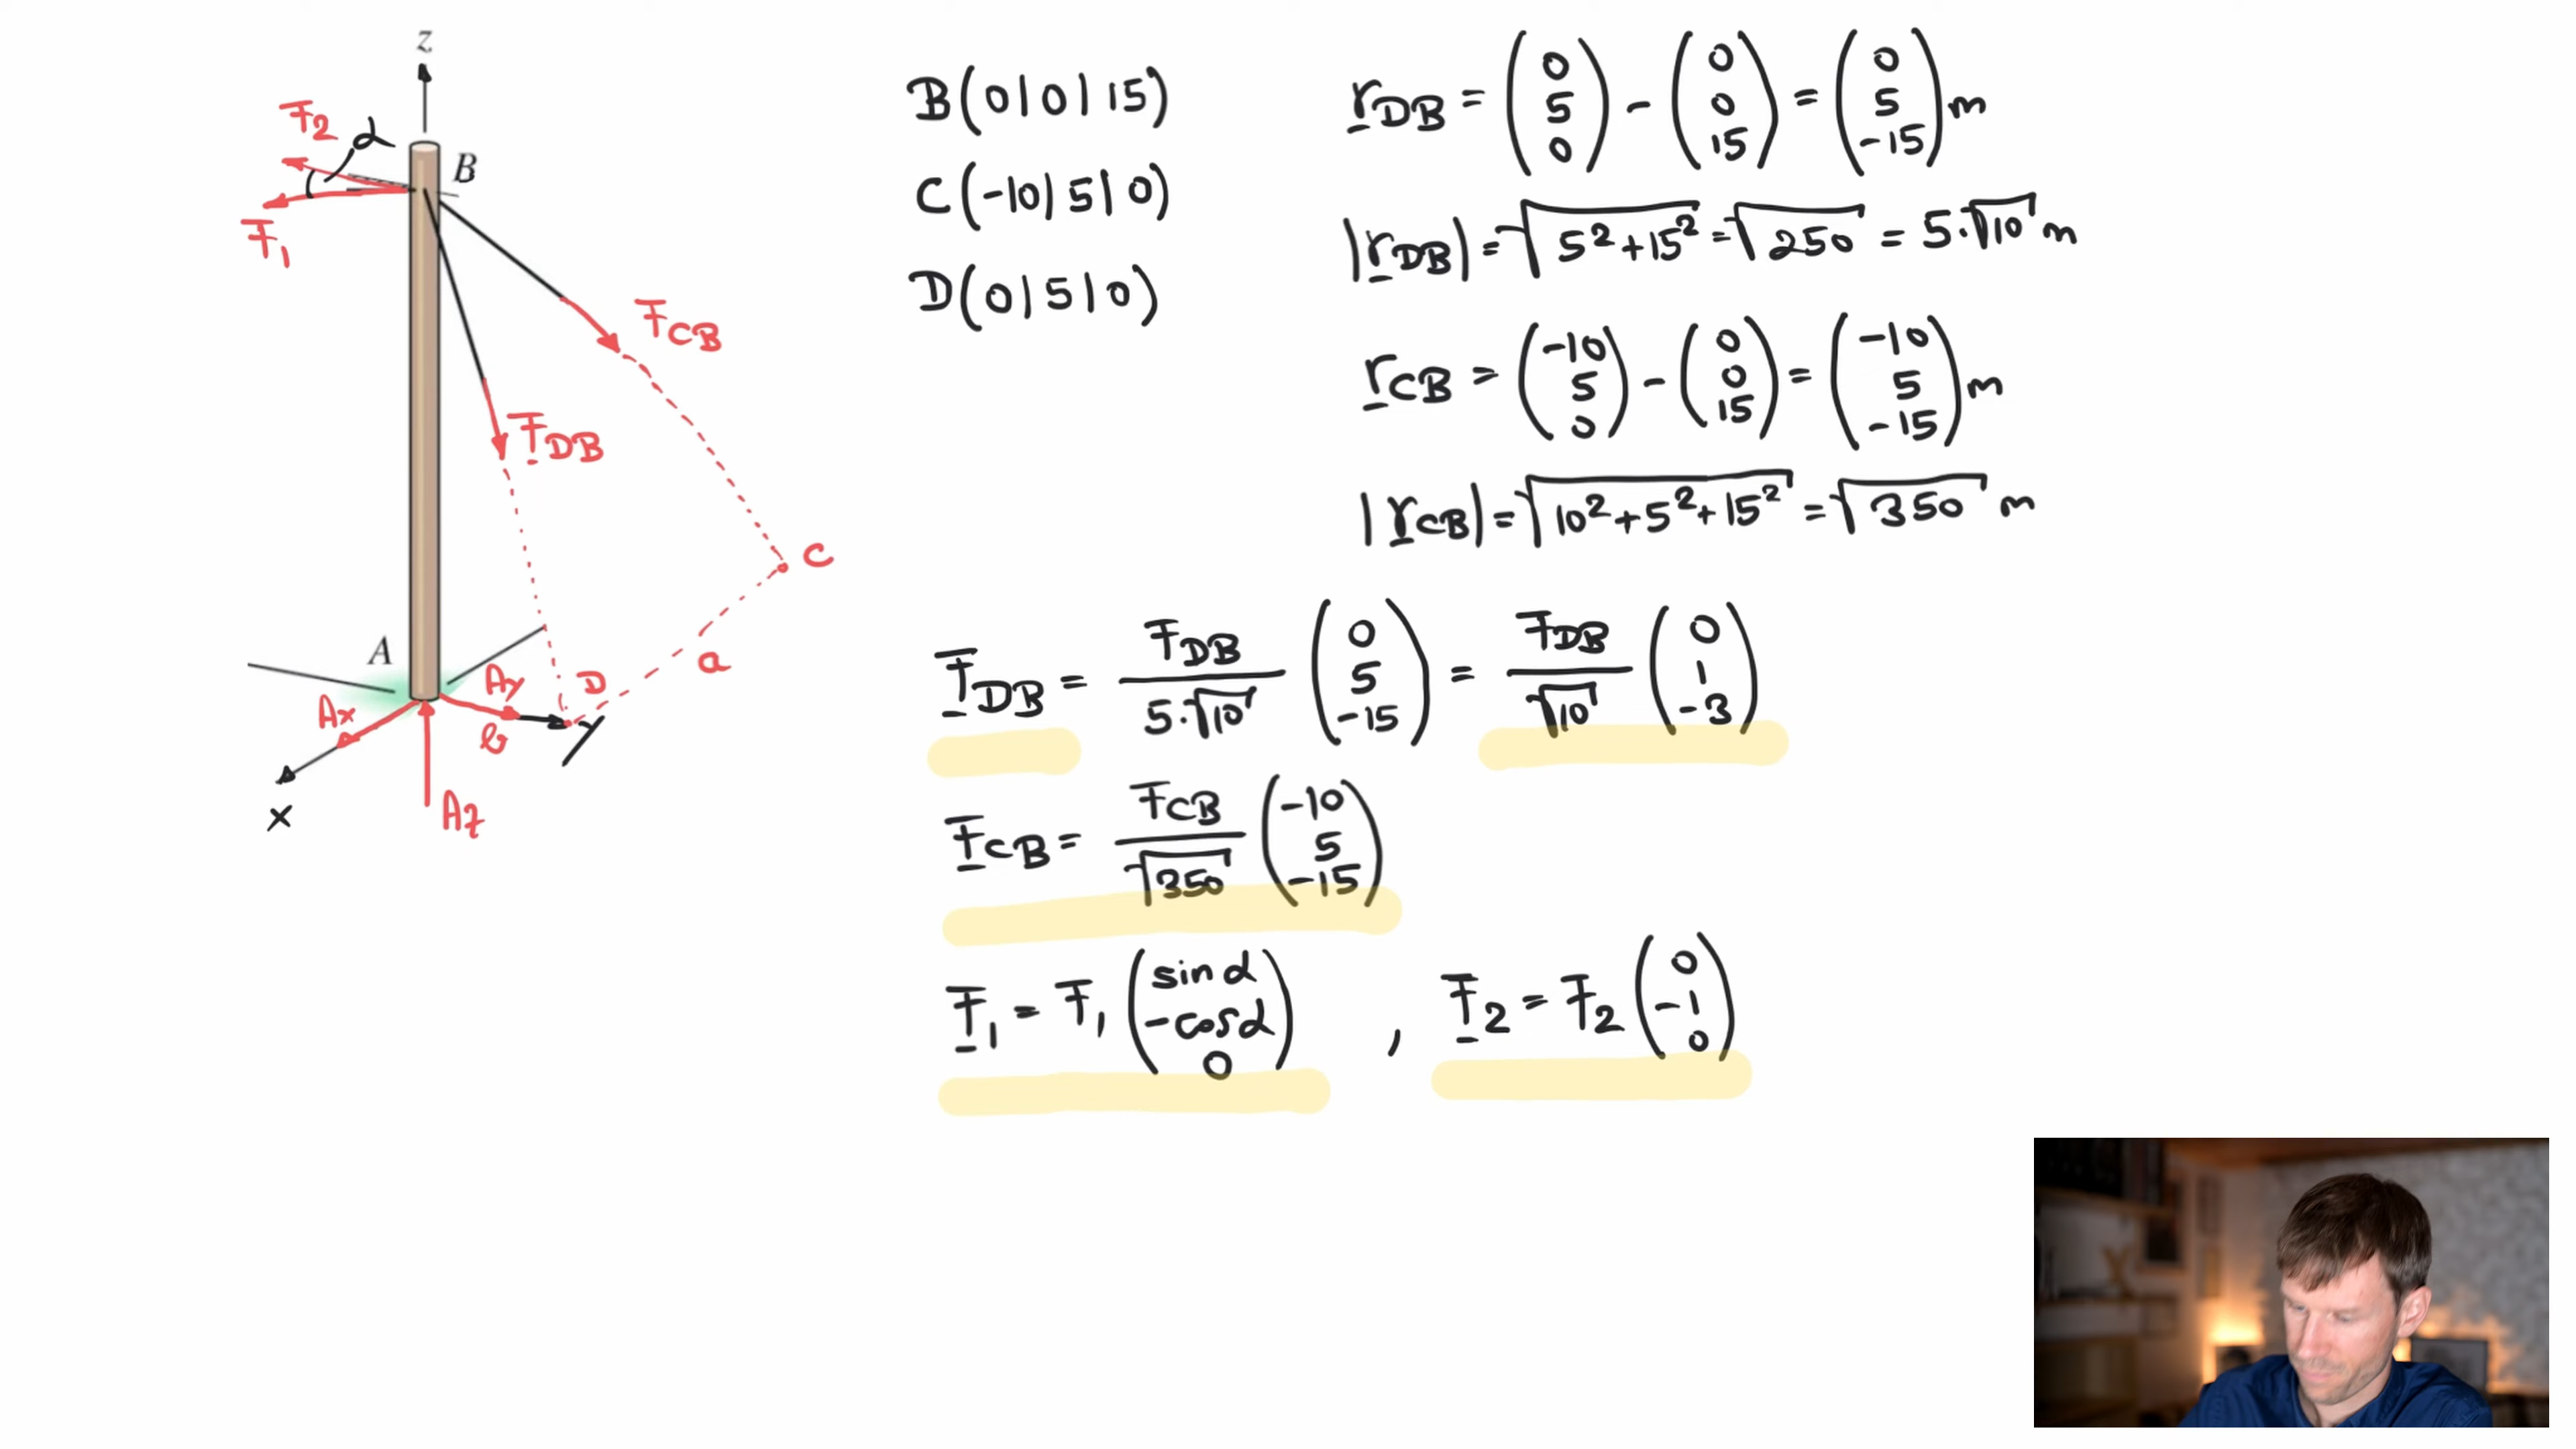 z
F2 α
B
F1
FCB
FDB
C
A
Ay
D
a
Ax
b
y
x
Az
B(0|0|15)
C(-10|5|0)
D(0|5|0)
rDB = (0 5 0) - (0 0 15) = (0 5 -15) m
|rDB| = √(5²+15²) = √250 = 5·√10 m
rCB = (-10 5 0) - (0 0 15) = (-10 5 -15) m
|rCB| = √(10²+5²+15²) = √350 m
FDB = FDB/(5·√10) (0 5 -15) = FDB/√10 (0 1 -3)
FCB = FCB/√350 (-10 5 -15)
F1 = F1 (sin α -cos α 0) , F2 = F2 (0 -1 0)